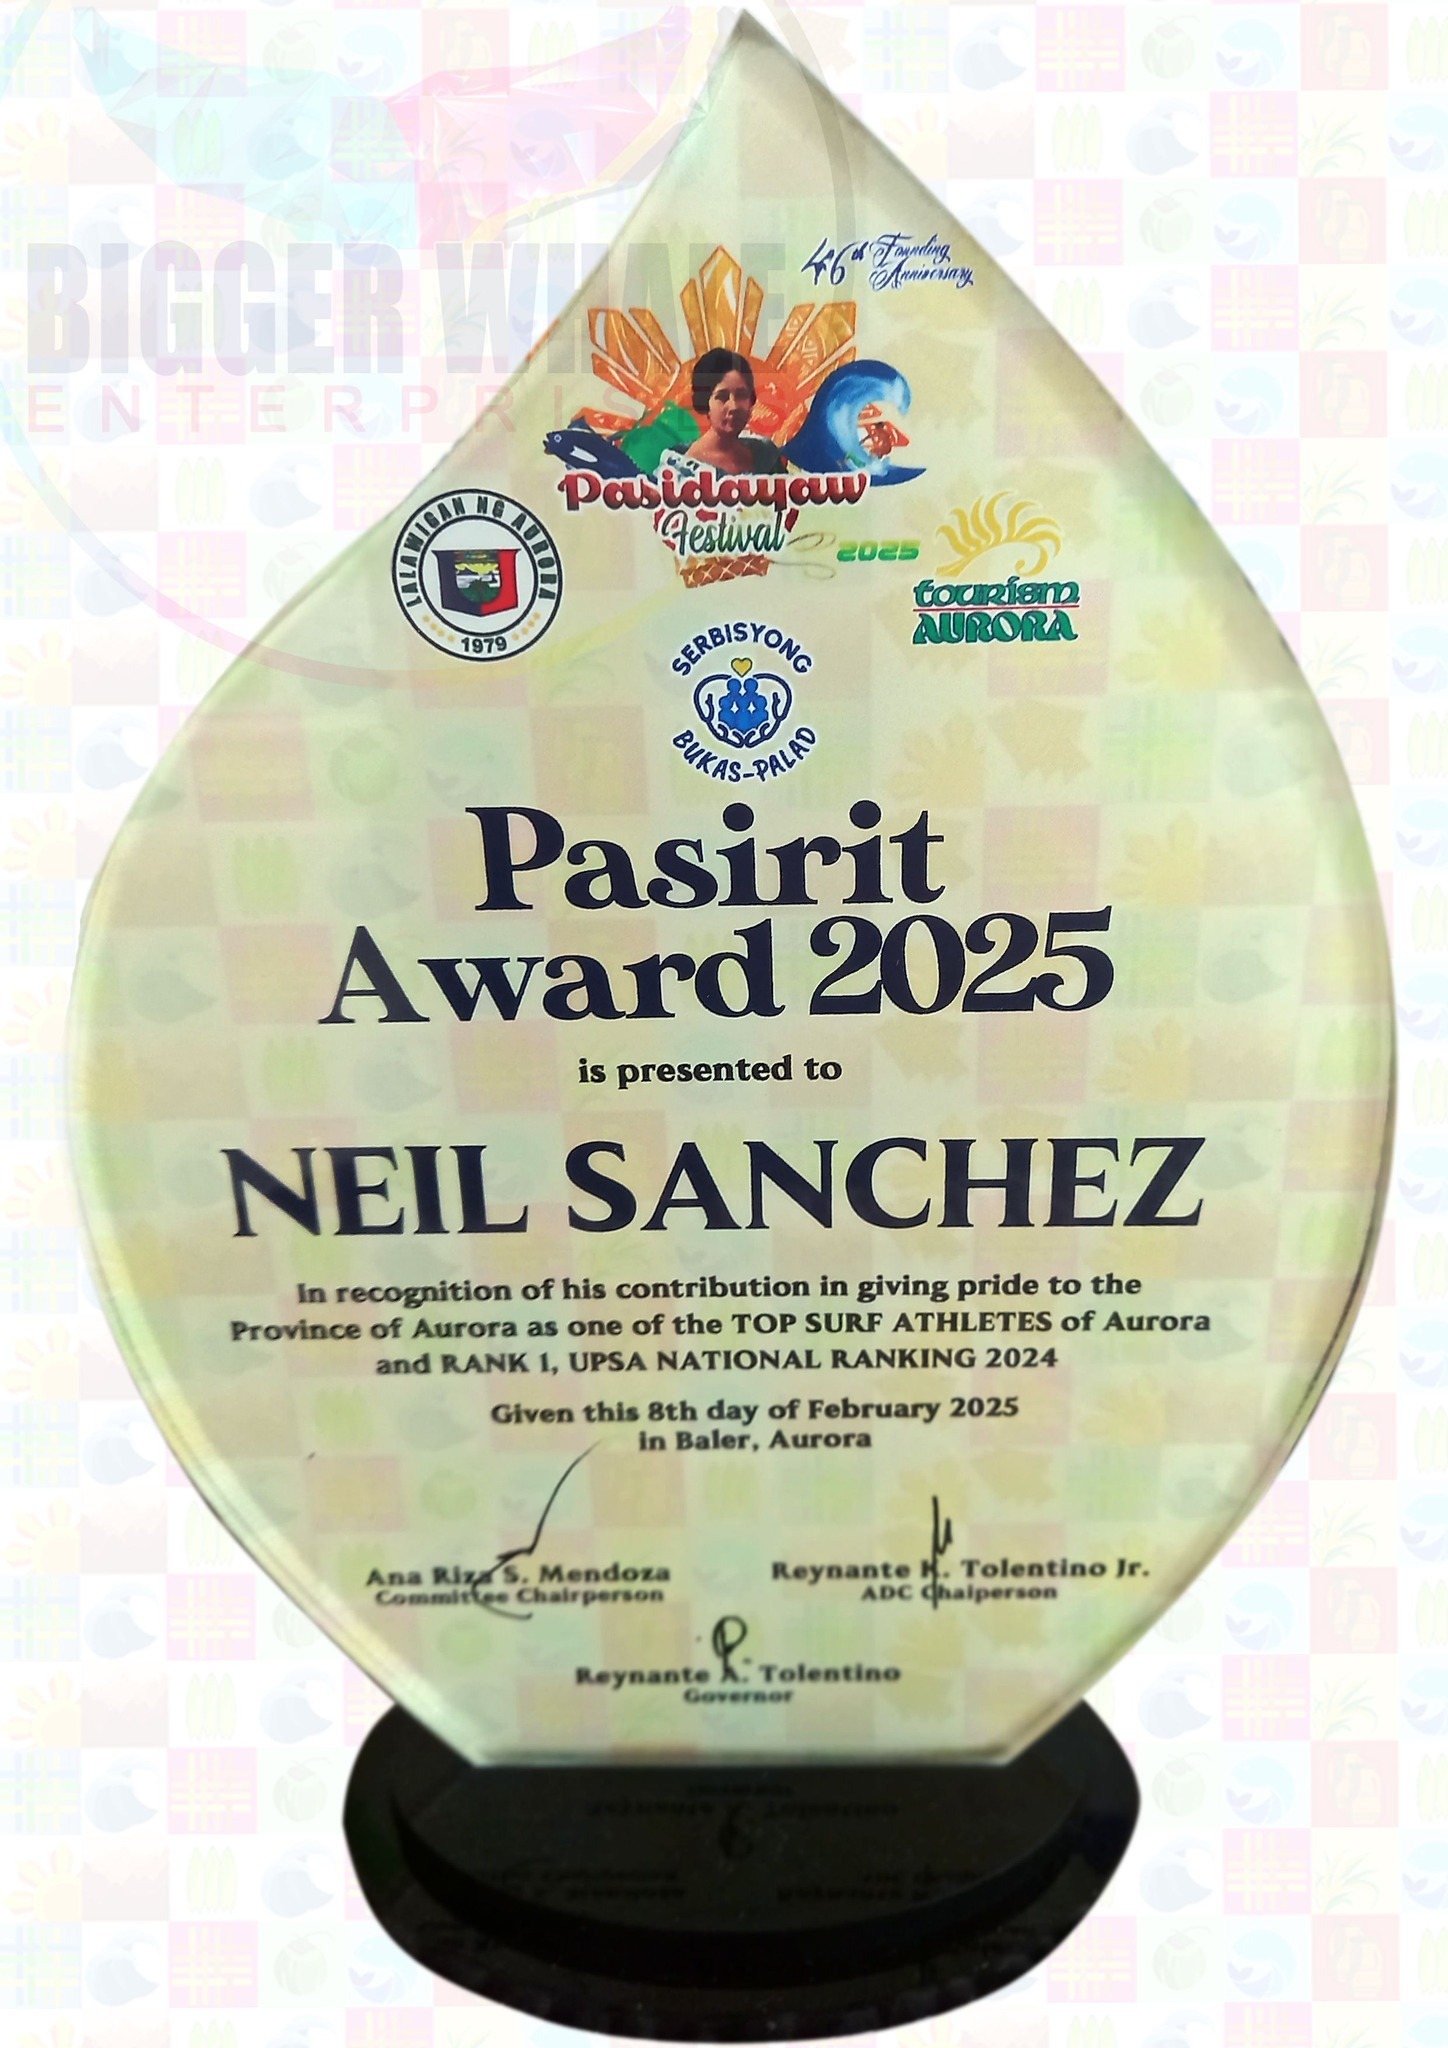 BIGGER WHALE
ENTERPRISES
46th Founding
Anniversary
Pasidayaw
Festival
2025
LALAWIGAN NG AURORA
1979
tourism
AURORA
SERBISYONG
BUKAS-PALAD
Pasirit
Award 2025
is presented to
NEIL SANCHEZ
In recognition of his contribution in giving pride to the
Province of Aurora as one of the TOP SURF ATHLETES of Aurora
and RANK 1, UPSA NATIONAL RANKING 2024
Given this 8th day of February 2025
in Baler, Aurora
Ana Riza S. Mendoza
Committee Chairperson
Reynante K. Tolentino Jr.
ADC Chaiperson
Reynante A. Tolentino
Governor